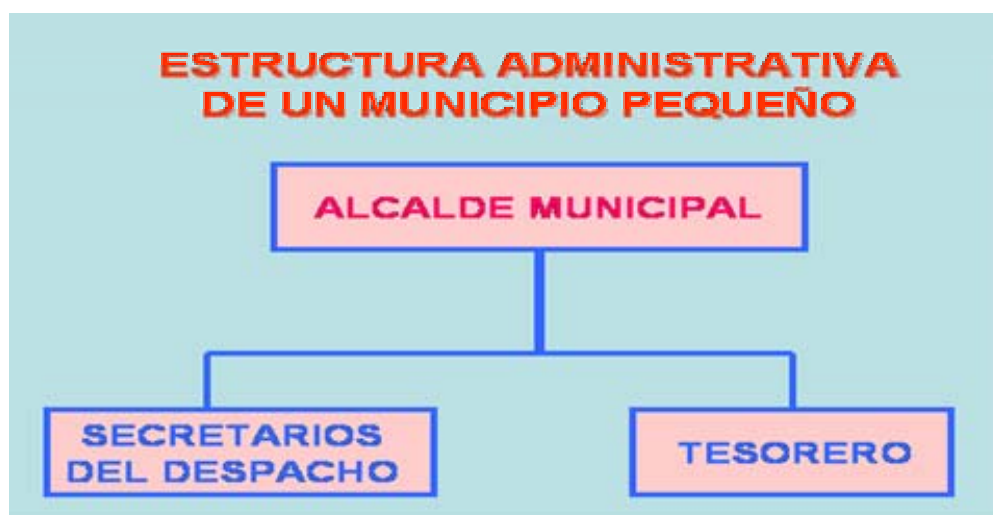 ESTRUCTURA ADMINISTRATIVA
DE UN MUNICIPIO PEQUEÑO
ALCALDE MUNICIPAL
SECRETARIOS
DEL DESPACHO
TESORERO